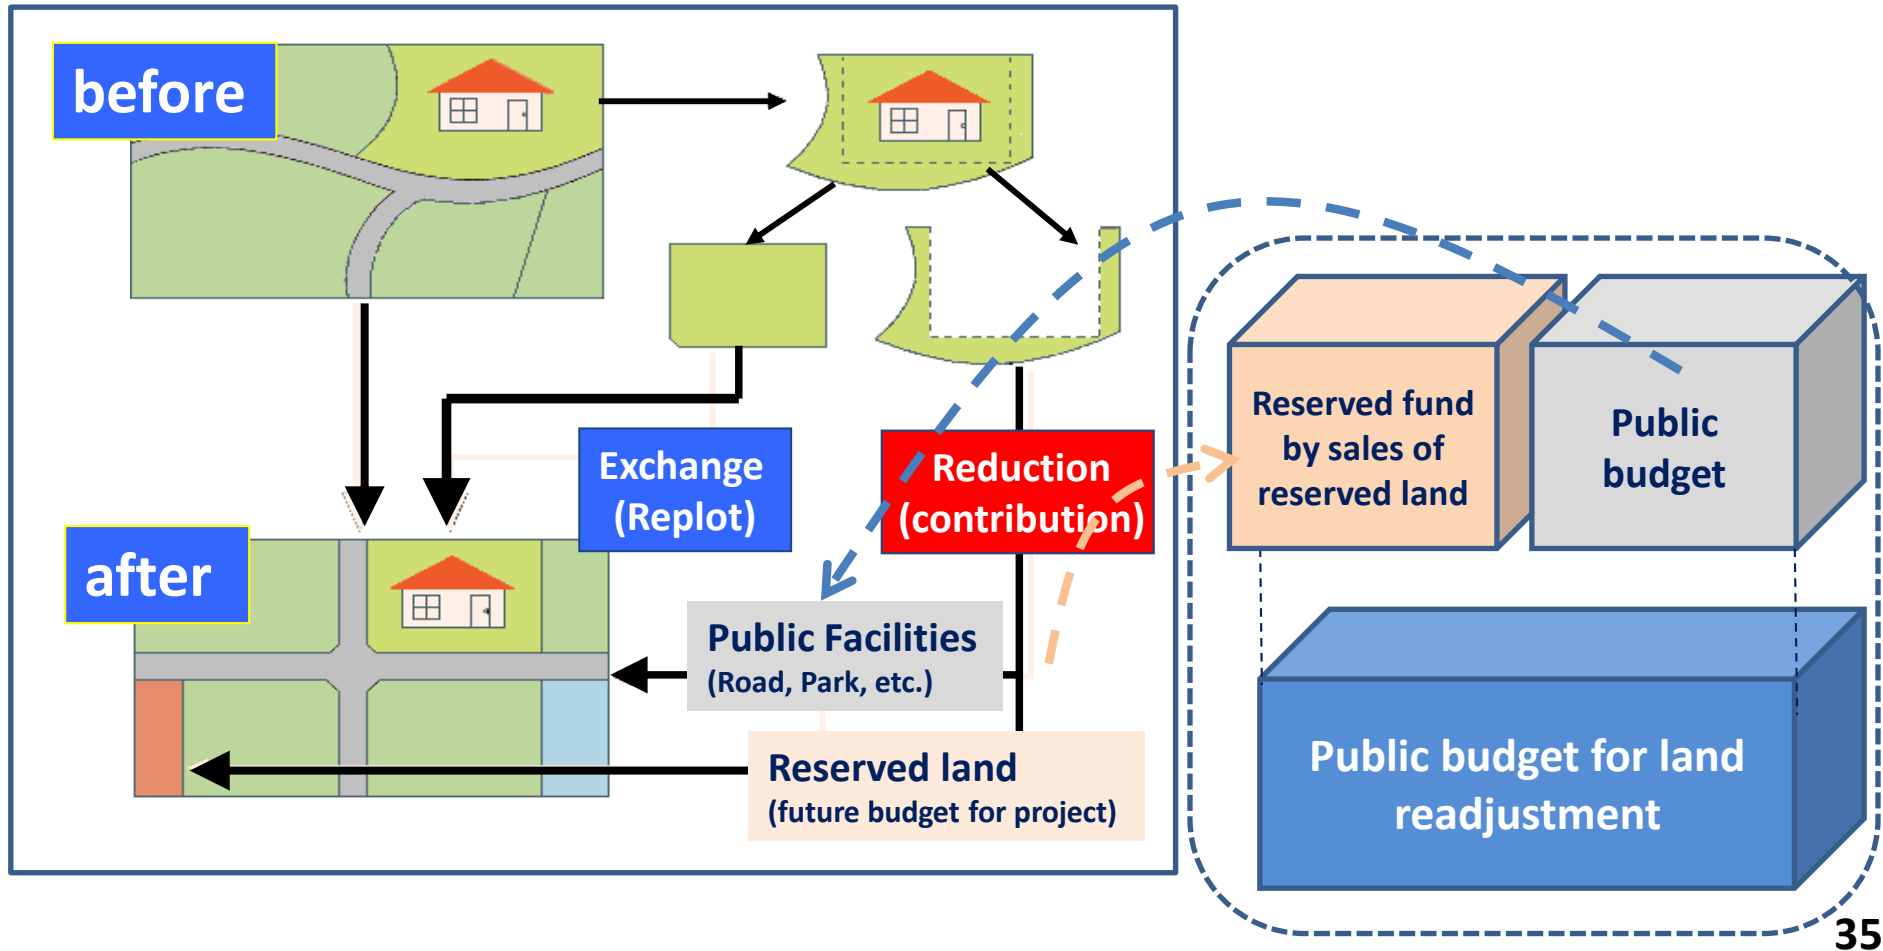 before
Exchange
(Replot)
Reduction
(contribution)
after
Public Facilities
(Road, Park, etc.)
Reserved land
(future budget for project)
Reserved fund
by sales of
reserved land
Public
budget
Public budget for land
readjustment
35